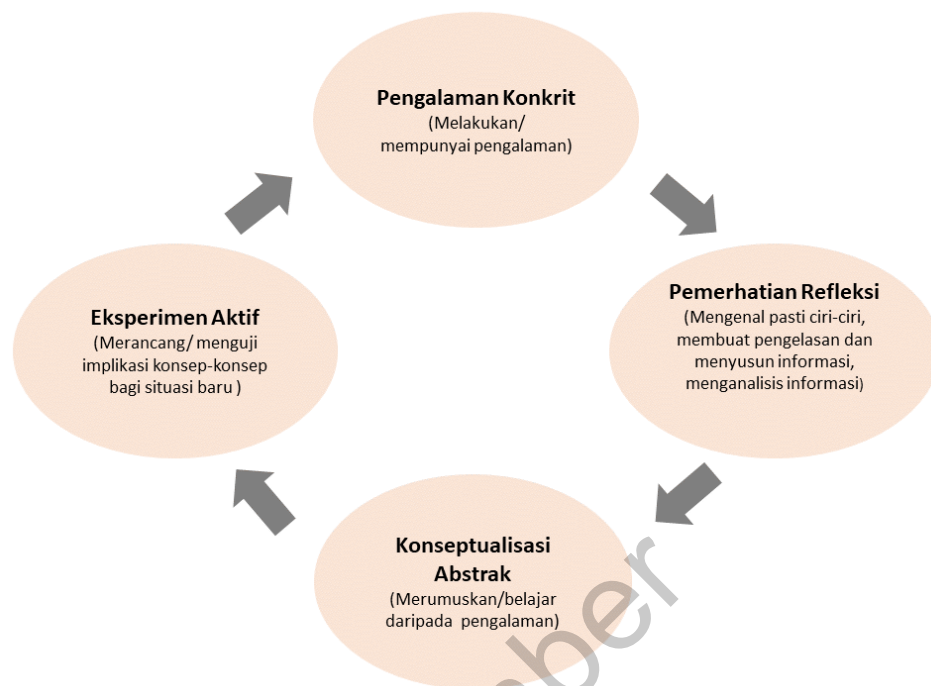 Pengalaman Konkrit
(Melakukan/
mempunyai pengalaman)
Pemerhatian Refleksi
(Mengenal pasti ciri-ciri,
membuat pengelasan dan
menyusun informasi,
menganalisis informasi)
Eksperimen Aktif
(Merancang/ menguji
implikasi konsep-konsep
bagi situasi baru )
Konseptualisasi
Abstrak
(Merumuskan/belajar
daripada pengalaman)